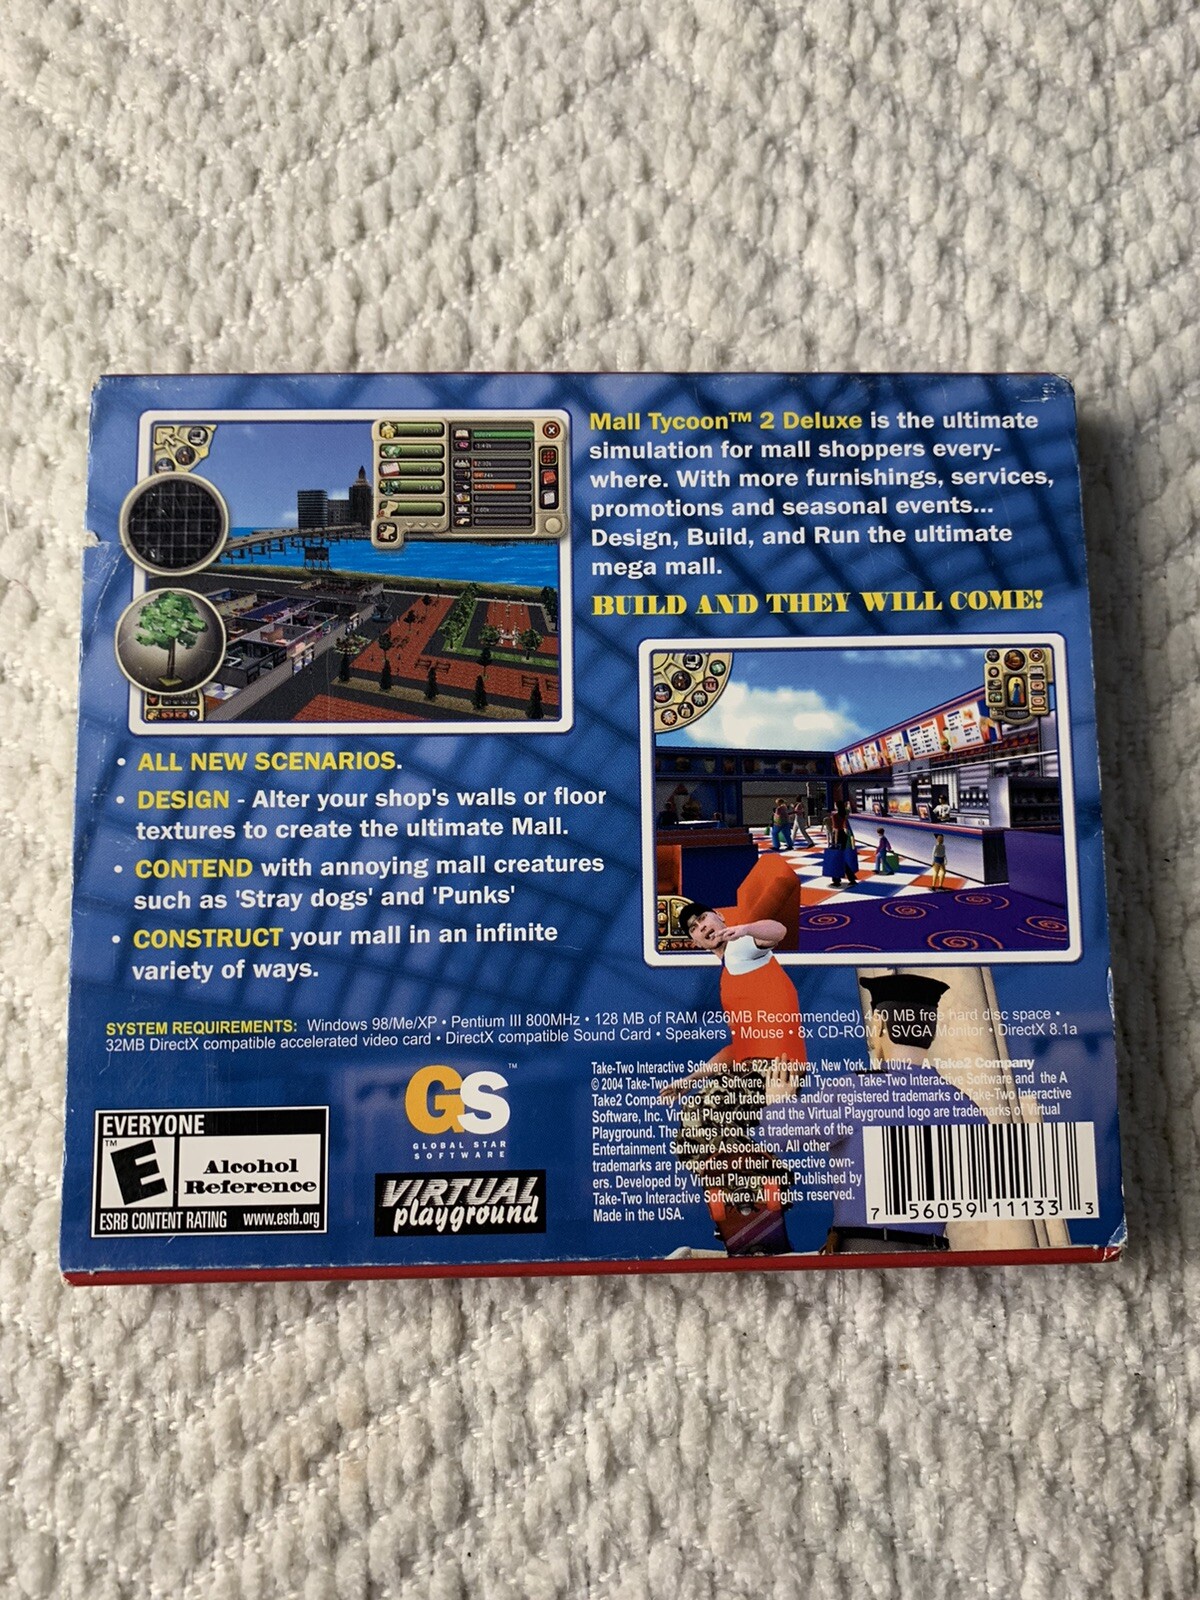 Mall Tycoon™ 2 Deluxe is the ultimate
simulation for mall shoppers every-
where. With more furnishings, services,
promotions and seasonal events...
Design, Build, and Run the ultimate
mega mall.
BUILD AND THEY WILL COME!
• ALL NEW SCENARIOS.
• DESIGN - Alter your shop's walls or floor
textures to create the ultimate Mall.
• CONTEND with annoying mall creatures
such as 'Stray dogs' and 'Punks'
• CONSTRUCT your mall in an infinite
variety of ways.
SYSTEM REQUIREMENTS: Windows 98/Me/XP • Pentium III 800MHz • 128 MB of RAM (256MB Recommended) 450 MB free hard disc space •
32MB DirectX compatible accelerated video card • DirectX compatible Sound Card • Speakers • Mouse • 8x CD-ROM • SVGA Monitor • DirectX 8.1a
Take-Two Interactive Software, Inc. 622 Broadway, New York, NY 10012 A Take2 Company
© 2004 Take-Two Interactive Software, Inc. Mall Tycoon, Take-Two Interactive Software and the A
Take2 Company logo are all trademarks and/or registered trademarks of Take-Two Interactive
Software, Inc. Virtual Playground and the Virtual Playground logo are trademarks of Virtual
Playground. The ratings icon is a trademark of the
Entertainment Software Association. All other
trademarks are properties of their respective own-
ers. Developed by Virtual Playground. Published by
Take-Two Interactive Software. All rights reserved.
Made in the USA.
GS™
GLOBAL STAR
SOFTWARE
VIRTUAL
playground
EVERYONE
E™
Alcohol
Reference
ESRB CONTENT RATING www.esrb.org
7 56059 11133 3